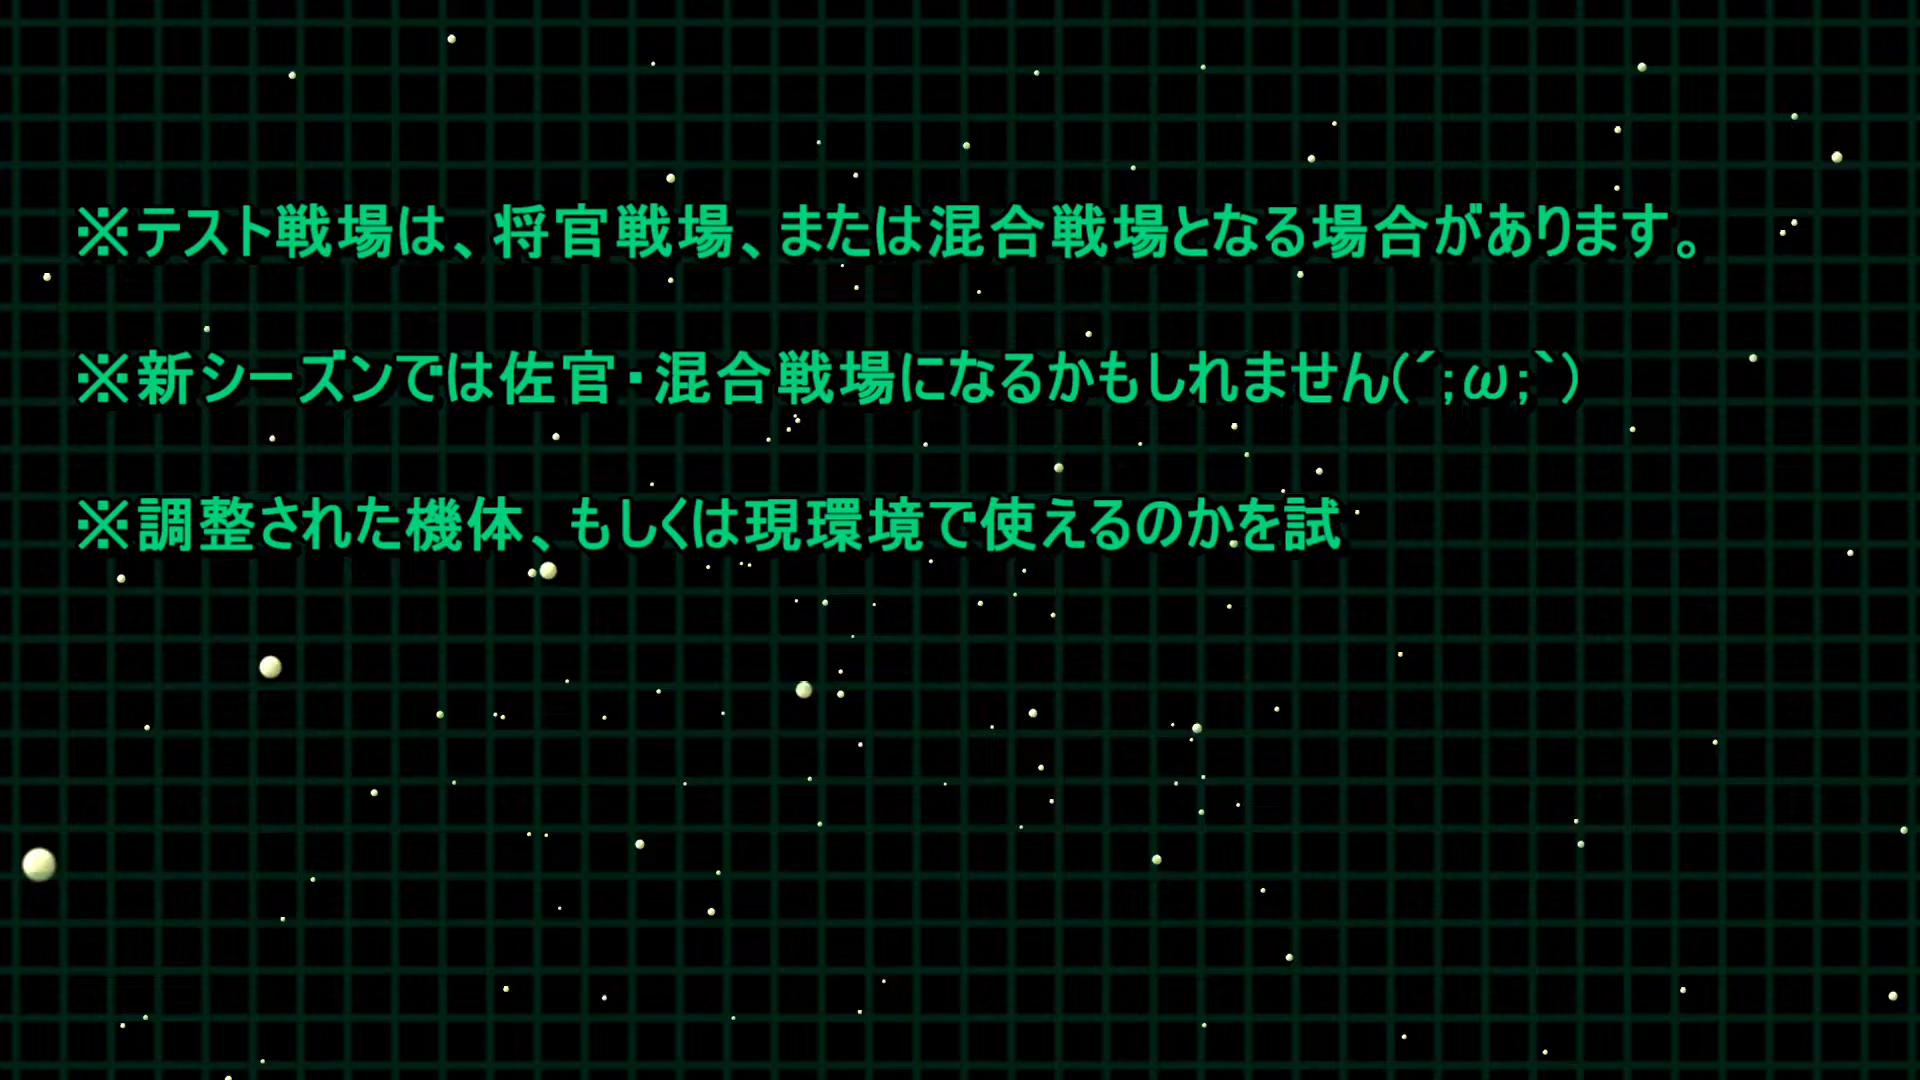 ※テスト戦場は、将官戦場、または混合戦場となる場合があります。
※新シーズンでは佐官・混合戦場になるかもしれません(´;ω;`)
※調整された機体、もしくは現環境で使えるのかを試